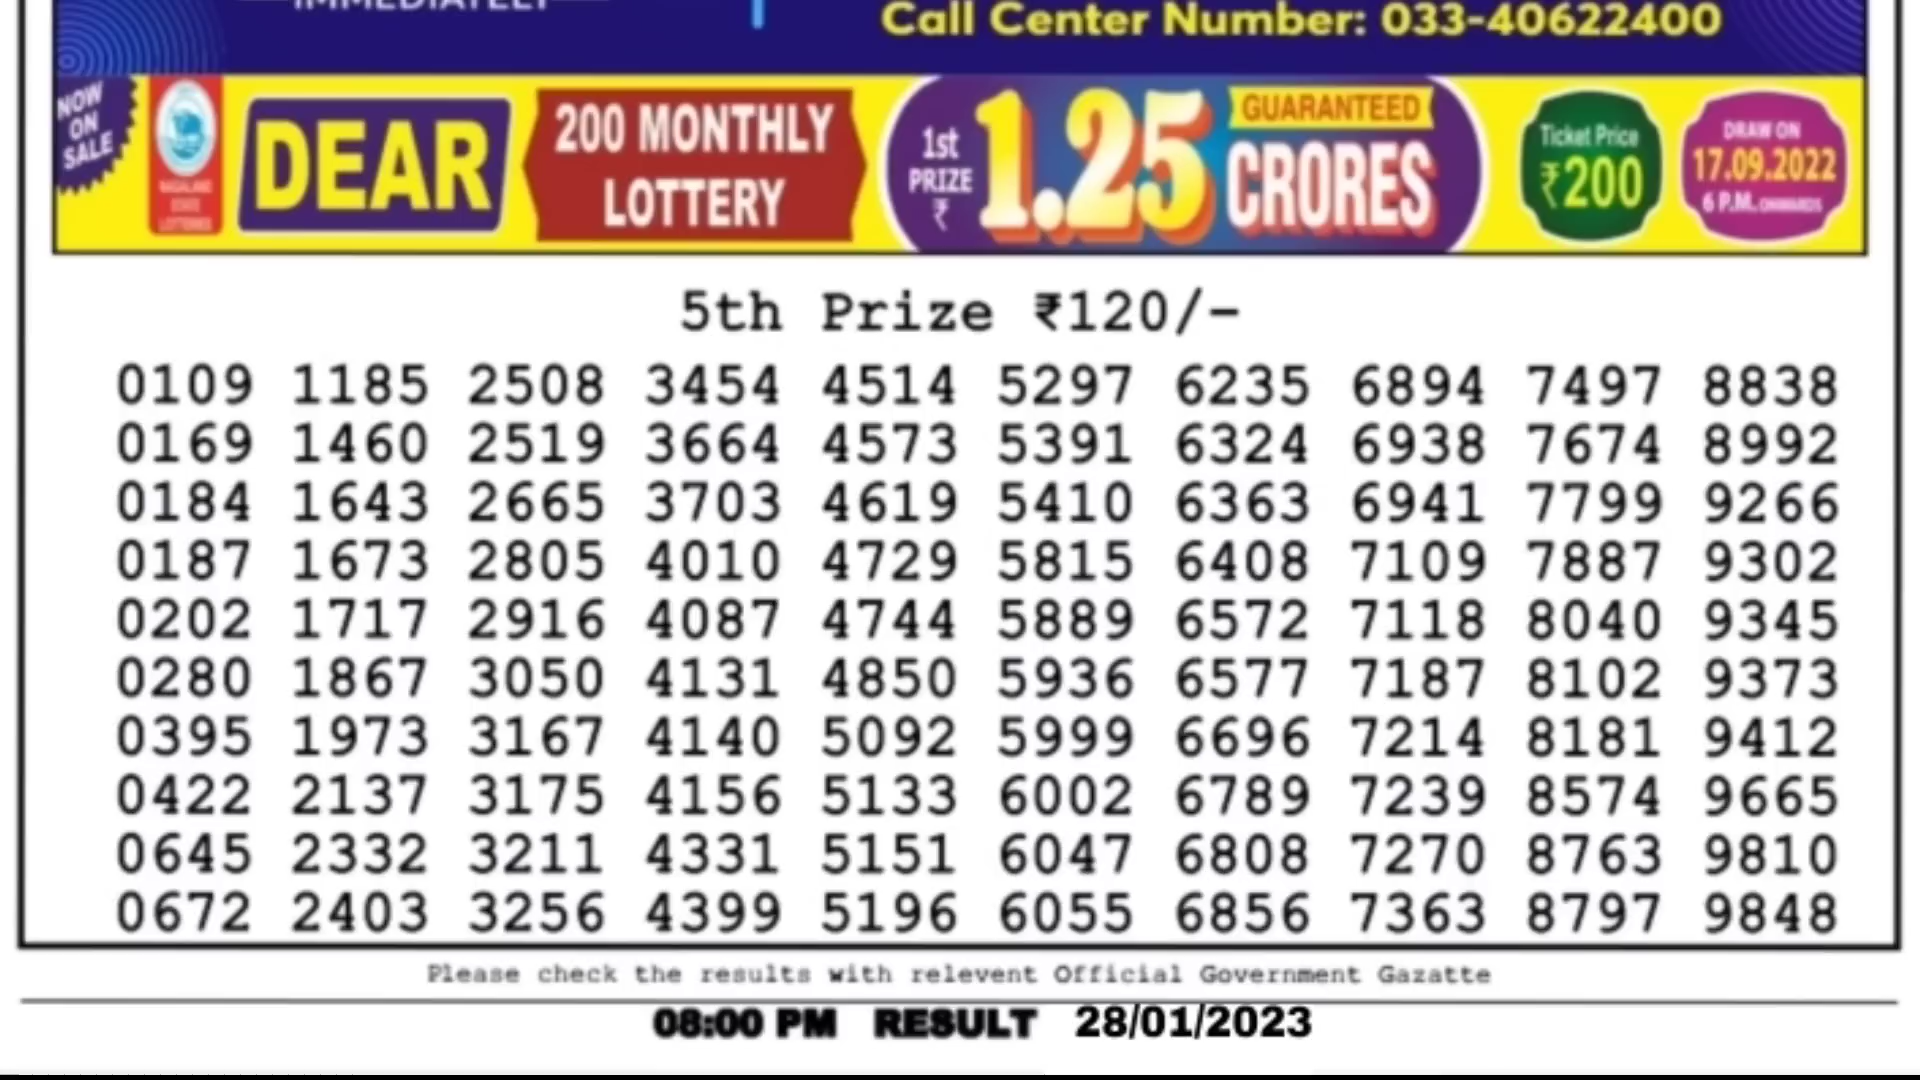 IMMEDIATELY
Call Center Number: 033-40622400
NOW
ON
SALE
NAGALAND
STATE
LOTTERIES
DEAR
200 MONTHLY
LOTTERY
1st
PRIZE
₹
1.25
GUARANTEED
CRORES
Ticket Price
₹200
DRAW ON
17.09.2022
6 P.M. ONWARDS
5th Prize ₹120/-
0109 1185 2508 3454 4514 5297 6235 6894 7497 8838
0169 1460 2519 3664 4573 5391 6324 6938 7674 8992
0184 1643 2665 3703 4619 5410 6363 6941 7799 9266
0187 1673 2805 4010 4729 5815 6408 7109 7887 9302
0202 1717 2916 4087 4744 5889 6572 7118 8040 9345
0280 1867 3050 4131 4850 5936 6577 7187 8102 9373
0395 1973 3167 4140 5092 5999 6696 7214 8181 9412
0422 2137 3175 4156 5133 6002 6789 7239 8574 9665
0645 2332 3211 4331 5151 6047 6808 7270 8763 9810
0672 2403 3256 4399 5196 6055 6856 7363 8797 9848
Please check the results with relevent Official Government Gazatte
08:00 PM RESULT 28/01/2023